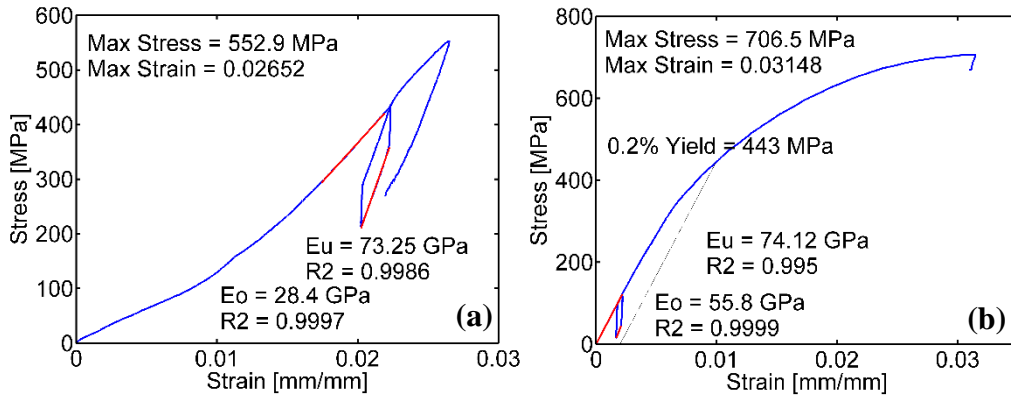 600
500
400
300
200
100
0
0
0.01
0.02
0.03
Stress [MPa]
Strain [mm/mm]
Max Stress = 552.9 MPa
Max Strain = 0.02652
Eu = 73.25 GPa
R2 = 0.9986
Eo = 28.4 GPa
R2 = 0.9997
(a)
800
600
400
200
0
0
0.01
0.02
0.03
Stress [MPa]
Strain [mm/mm]
Max Stress = 706.5 MPa
Max Strain = 0.03148
0.2% Yield = 443 MPa
Eu = 74.12 GPa
R2 = 0.995
Eo = 55.8 GPa
R2 = 0.9999
(b)